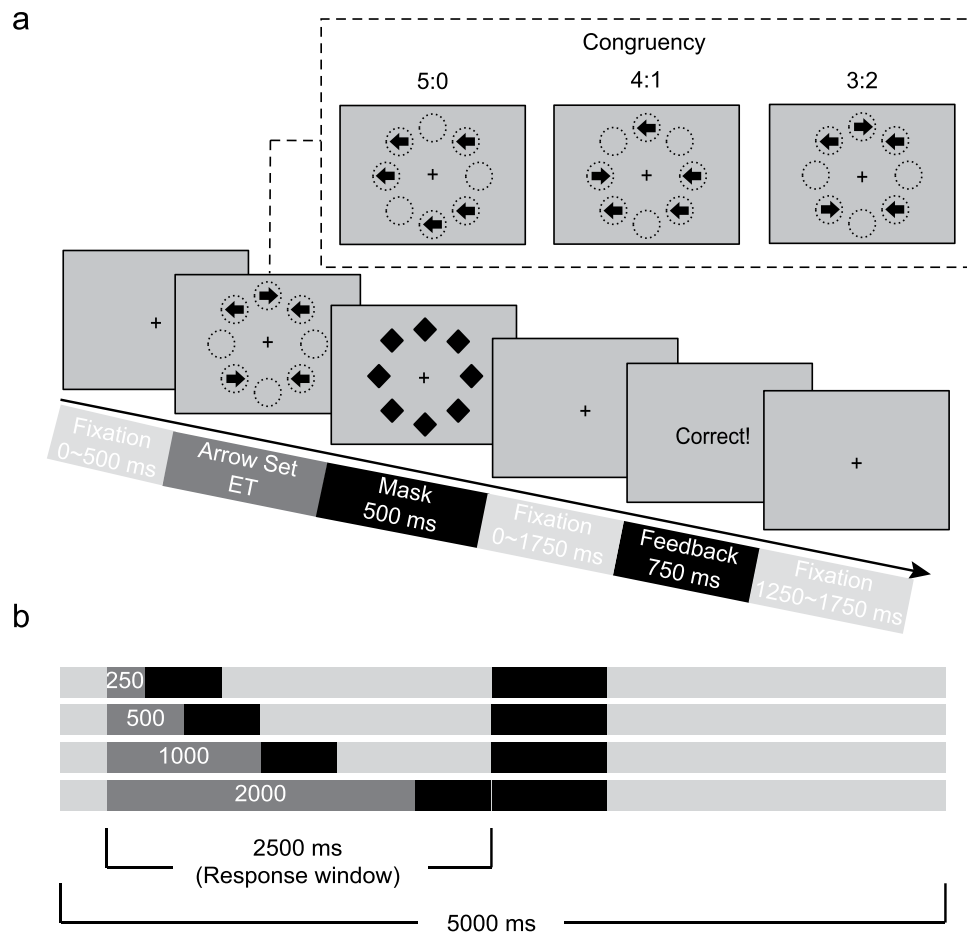 a
Congruency
5:0
4:1
3:2
Correct!
Fixation
0~500 ms
Arrow Set
ET
Mask
500 ms
Fixation
0~1750 ms
Feedback
750 ms
Fixation
1250~1750 ms
b
250
500
1000
2000
2500 ms
(Response window)
5000 ms